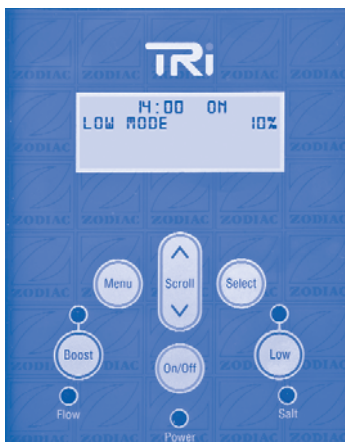 TRi
14:00 ON
LOW MODE 10%
Menu
Scroll
Select
Boost
On/Off
Low
Flow
Power
Salt
ZODIAC